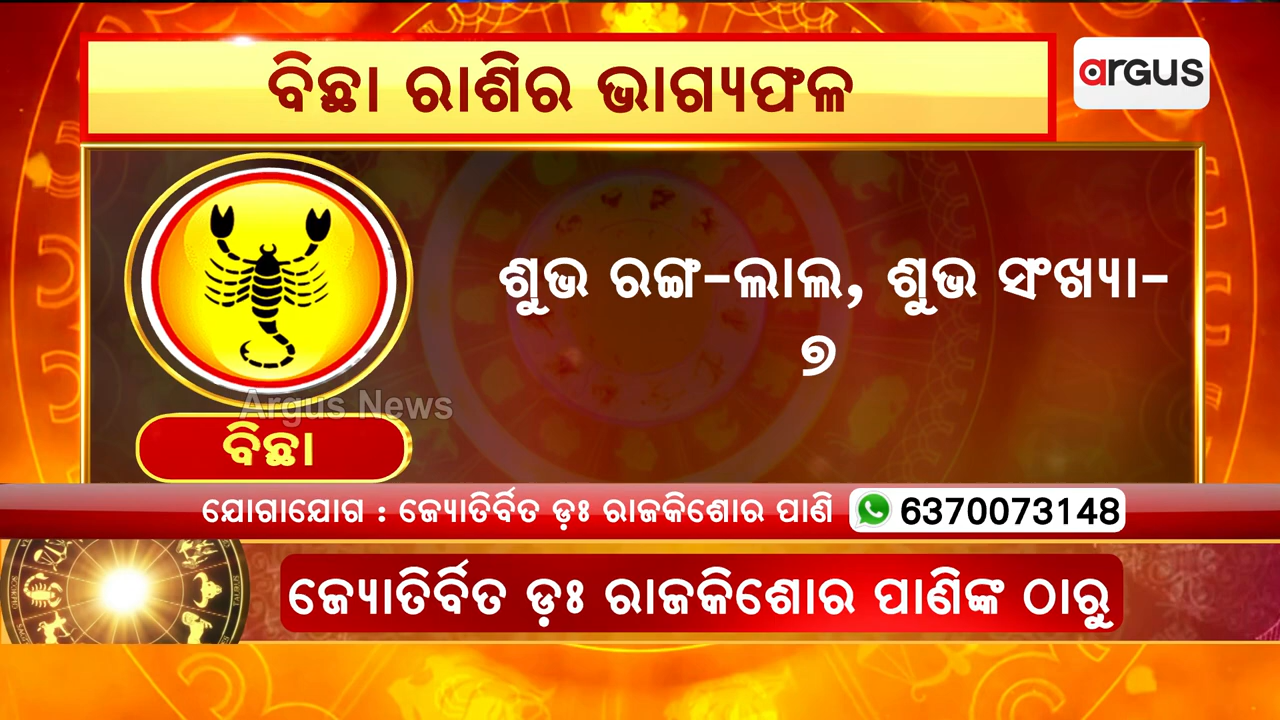 ବିଛା ରାଶିର ଭାଗ୍ୟଫଳ
argus
ଶୁଭ ରଙ୍ଗ-ଲାଲ, ଶୁଭ ସଂଖ୍ୟା-
୭
Argus News
ବିଛା
ଯୋଗାଯୋଗ : ଜ୍ୟୋତିର୍ବିତ ଡ଼ଃ ରାଜକିଶୋର ପାଣି 6370073148
ଜ୍ୟୋତିର୍ବିତ ଡ଼ଃ ରାଜକିଶୋର ପାଣିଙ୍କ ଠାରୁ